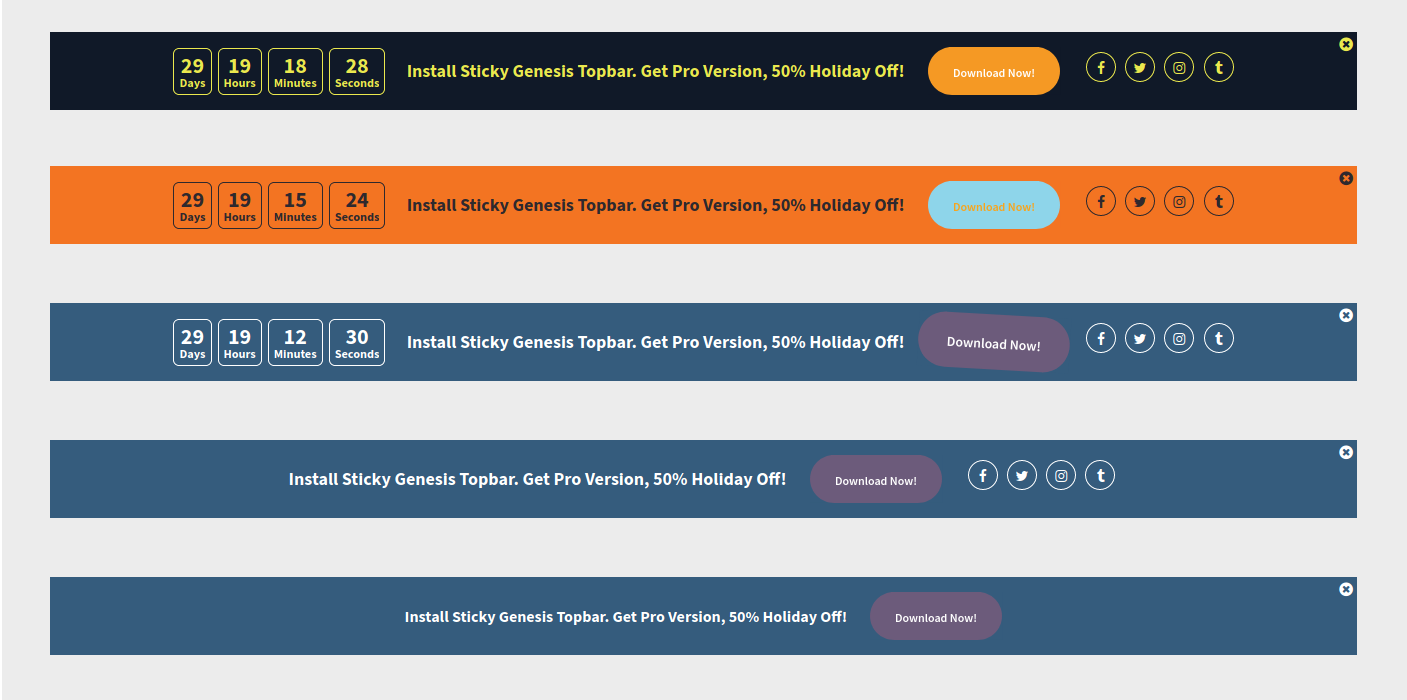 29 19 18 28 Install Sticky Genesis Topbar. Get Pro Version, 50% Holiday Off! Download Now!
Days Hours Minutes Seconds
29 19 15 24 Install Sticky Genesis Topbar. Get Pro Version, 50% Holiday Off! Download Now!
Days Hours Minutes Seconds
29 19 12 30 Install Sticky Genesis Topbar. Get Pro Version, 50% Holiday Off! Download Now!
Days Hours Minutes Seconds
Install Sticky Genesis Topbar. Get Pro Version, 50% Holiday Off! Download Now!
Install Sticky Genesis Topbar. Get Pro Version, 50% Holiday Off! Download Now!